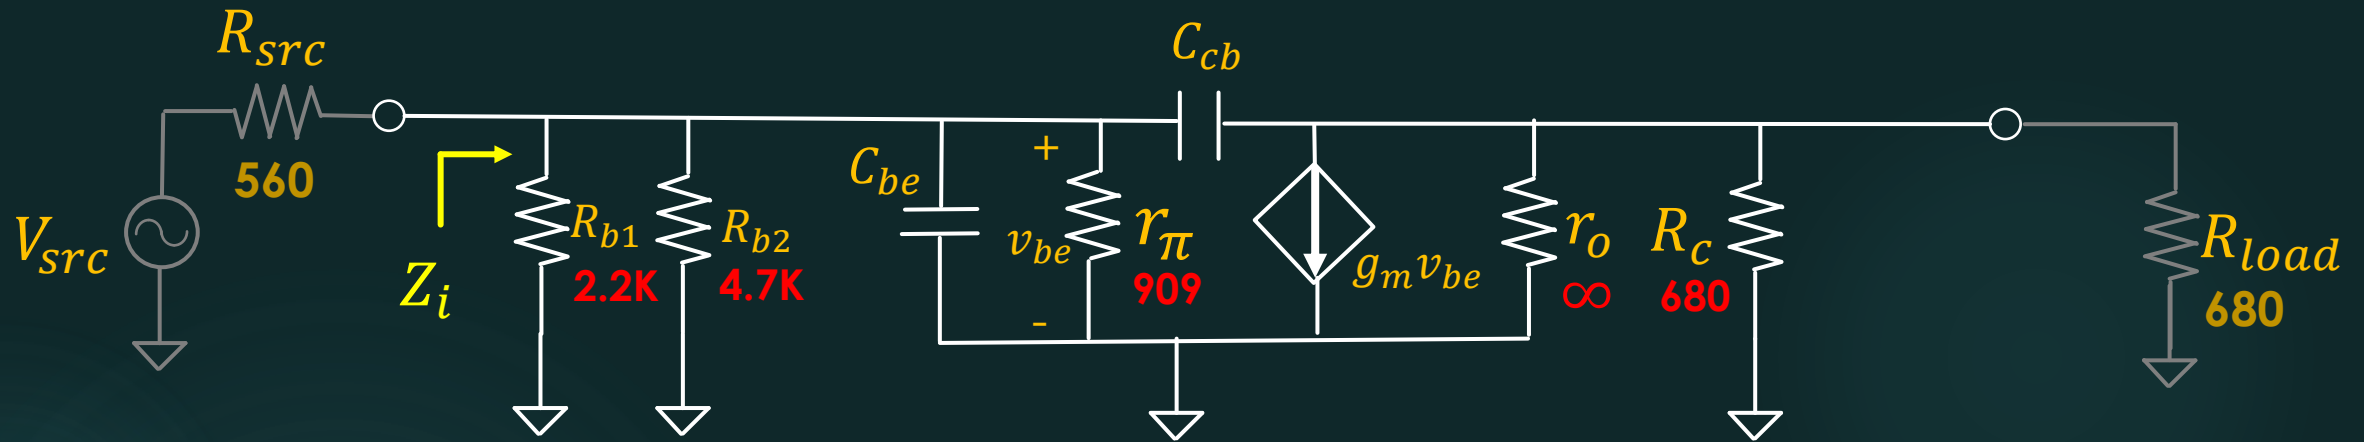 R_src
560
V_src
Z_i
R_b1
2.2K
R_b2
4.7K
C_be
+
v_be
-
r_π
909
C_cb
g_m v_be
r_o
∞
R_c
680
R_load
680